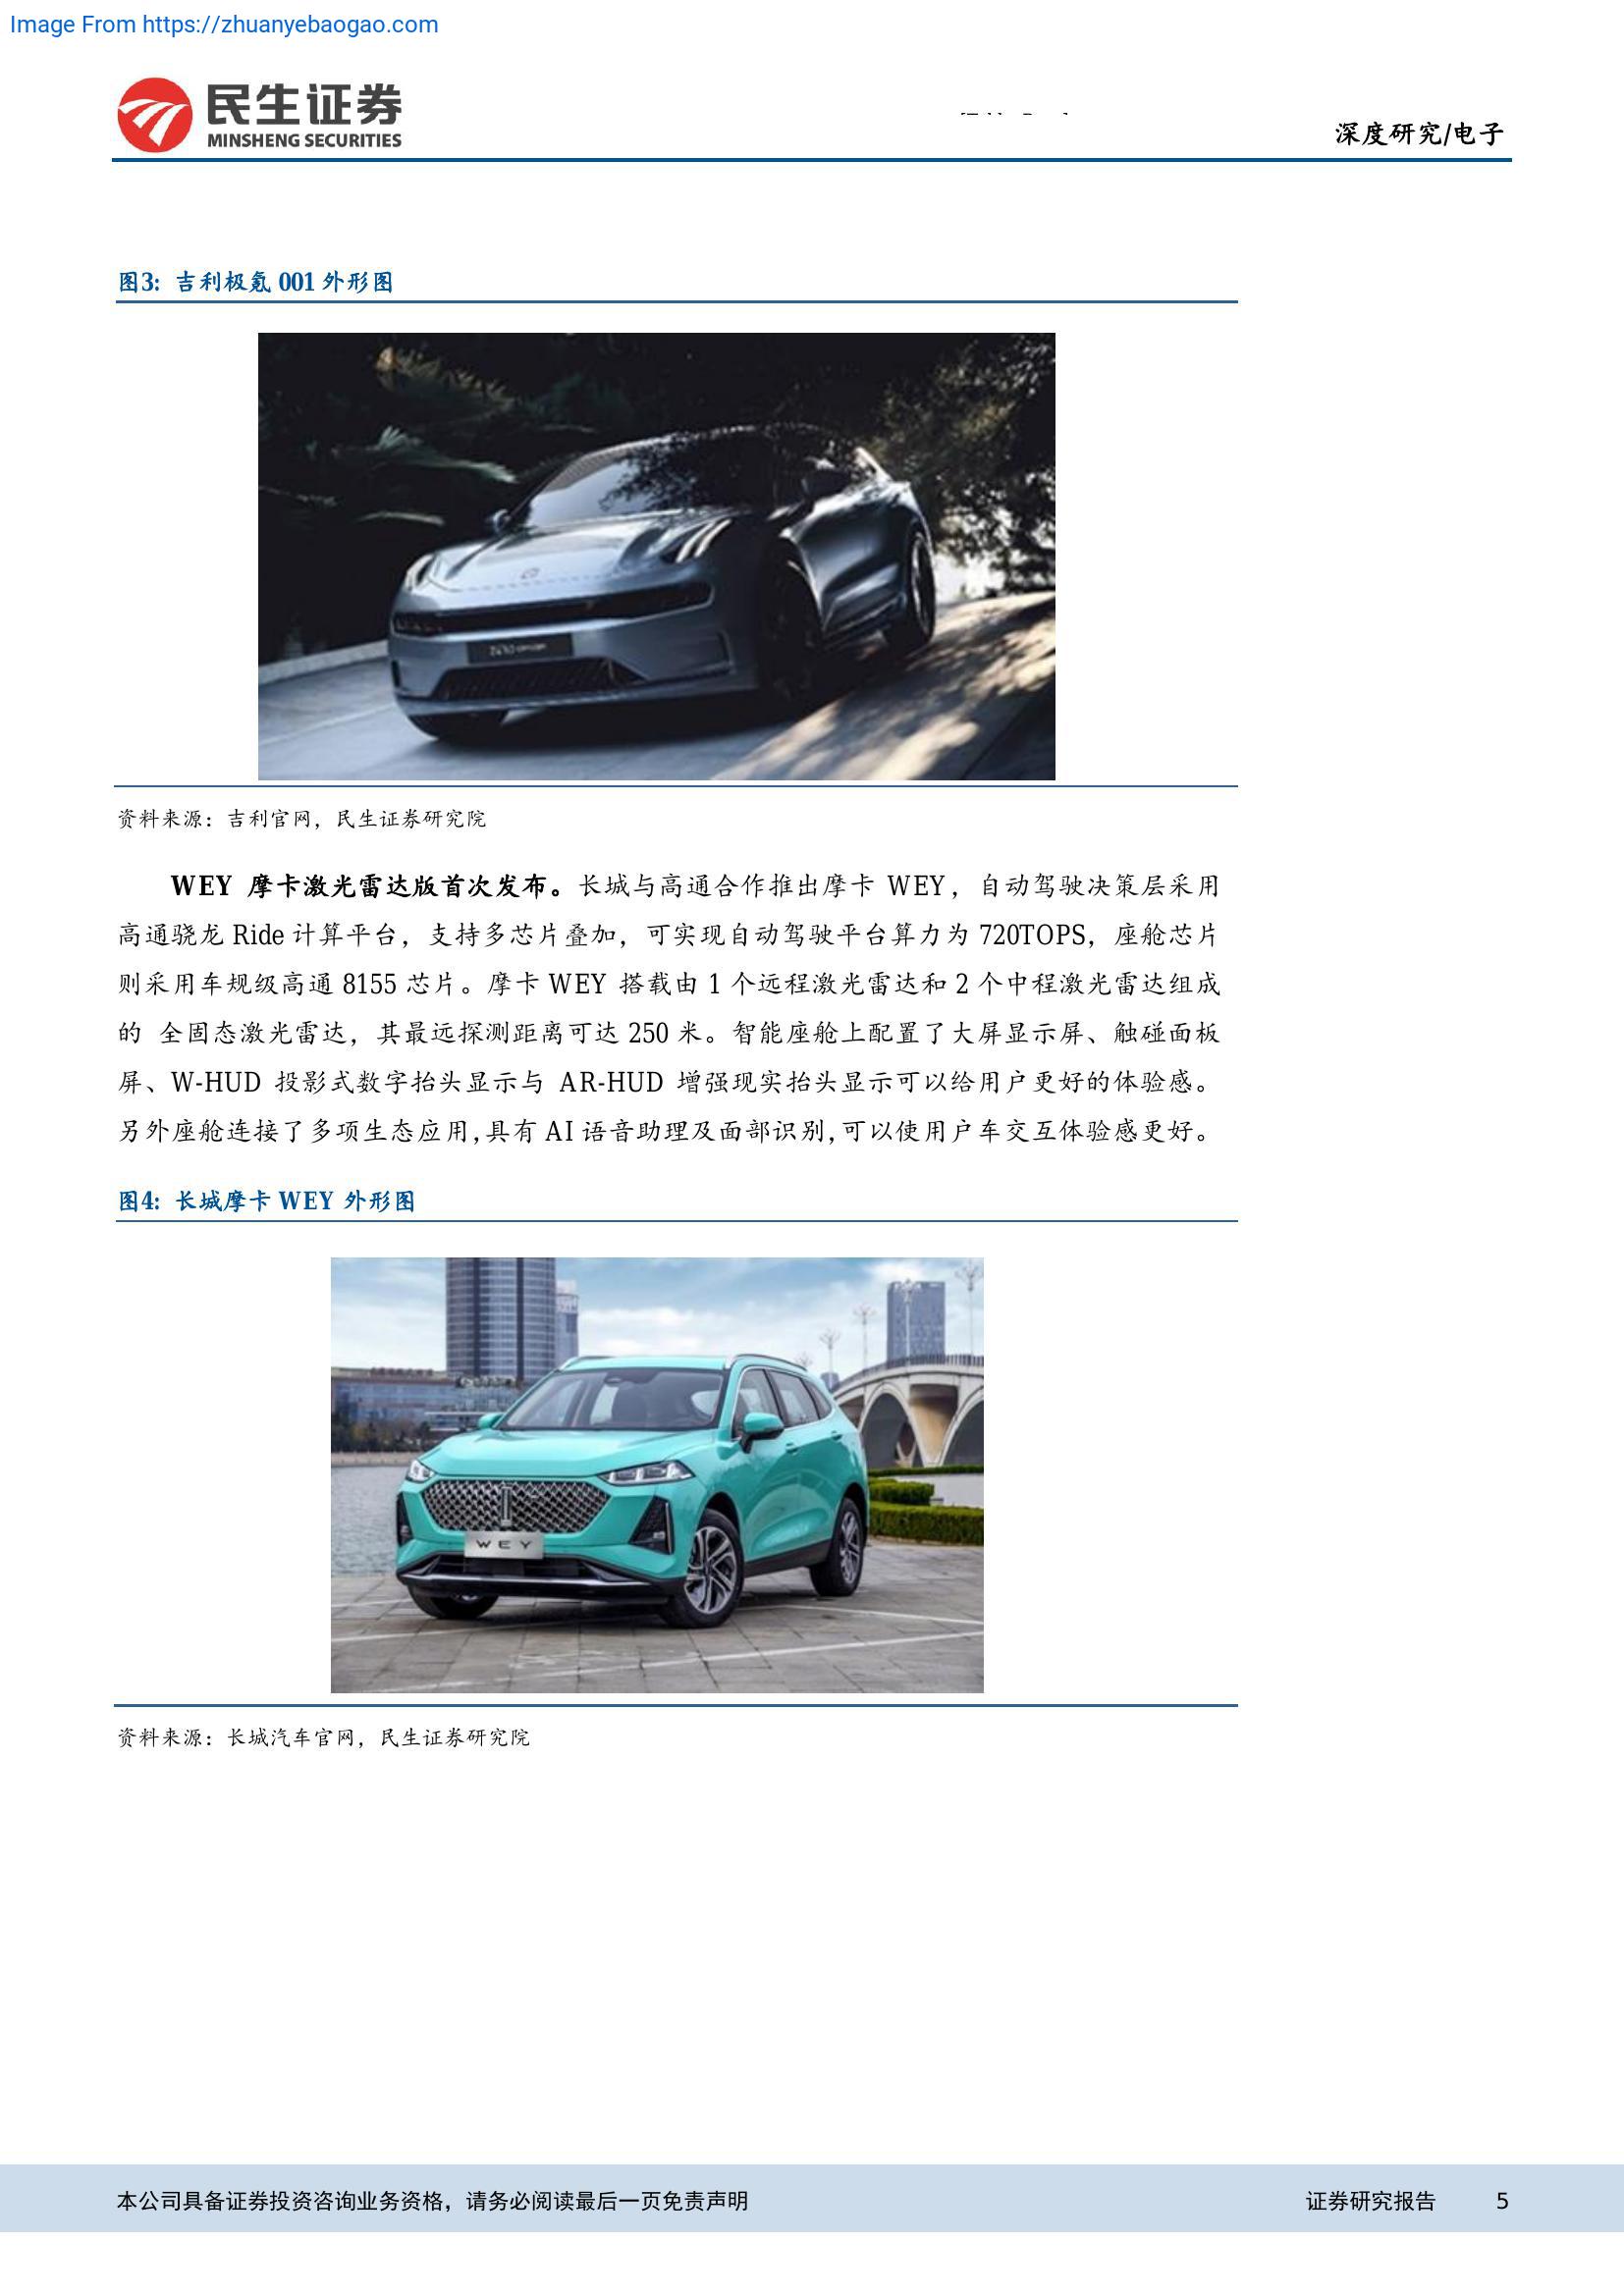 Image From https://zhuanyebaogao.com
民生证券
MINSHENG SECURITIES
深度研究/电子
图3: 吉利极氪 001 外形图
资料来源：吉利官网，民生证券研究院
WEY 摩卡激光雷达版首次发布。长城与高通合作推出摩卡 WEY，自动驾驶决策层采用
高通骁龙 Ride 计算平台，支持多芯片叠加，可实现自动驾驶平台算力为 720TOPS，座舱芯片
则采用车规级高通 8155 芯片。摩卡 WEY 搭载由 1 个远程激光雷达和 2 个中程激光雷达组成
的 全固态激光雷达，其最远探测距离可达 250 米。智能座舱上配置了大屏显示屏、触碰面板
屏、W-HUD 投影式数字抬头显示与 AR-HUD 增强现实抬头显示可以给用户更好的体验感。
另外座舱连接了多项生态应用,具有 AI 语音助理及面部识别,可以使用户车交互体验感更好。
图4: 长城摩卡 WEY 外形图
WEY
资料来源：长城汽车官网，民生证券研究院
本公司具备证券投资咨询业务资格，请务必阅读最后一页免责声明
证券研究报告 5